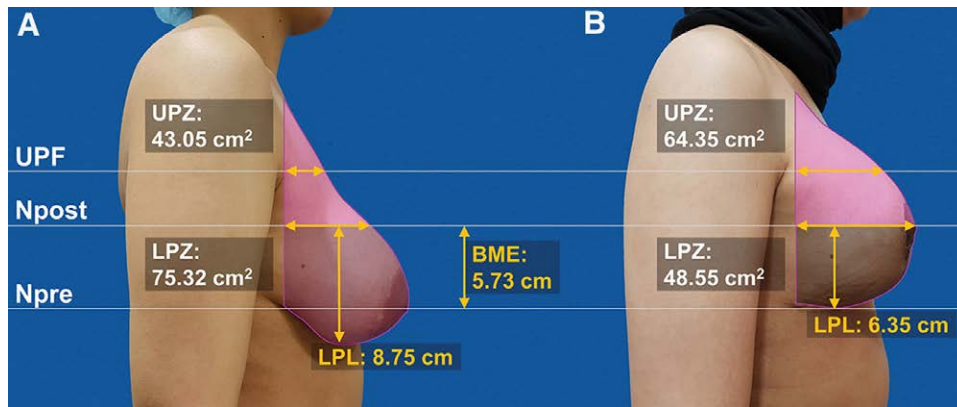 A
B
UPZ:
43.05 cm²
UPZ:
64.35 cm²
UPF
Npost
LPZ:
75.32 cm²
BME:
5.73 cm
LPZ:
48.55 cm²
Npre
LPL: 8.75 cm
LPL: 6.35 cm